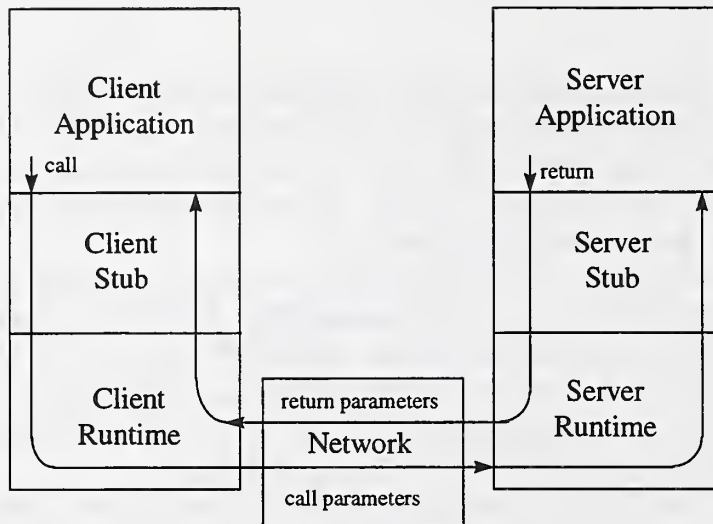 Client
Application
call
Client
Stub
Client
Runtime
return parameters
Network
call parameters
Server
Application
return
Server
Stub
Server
Runtime